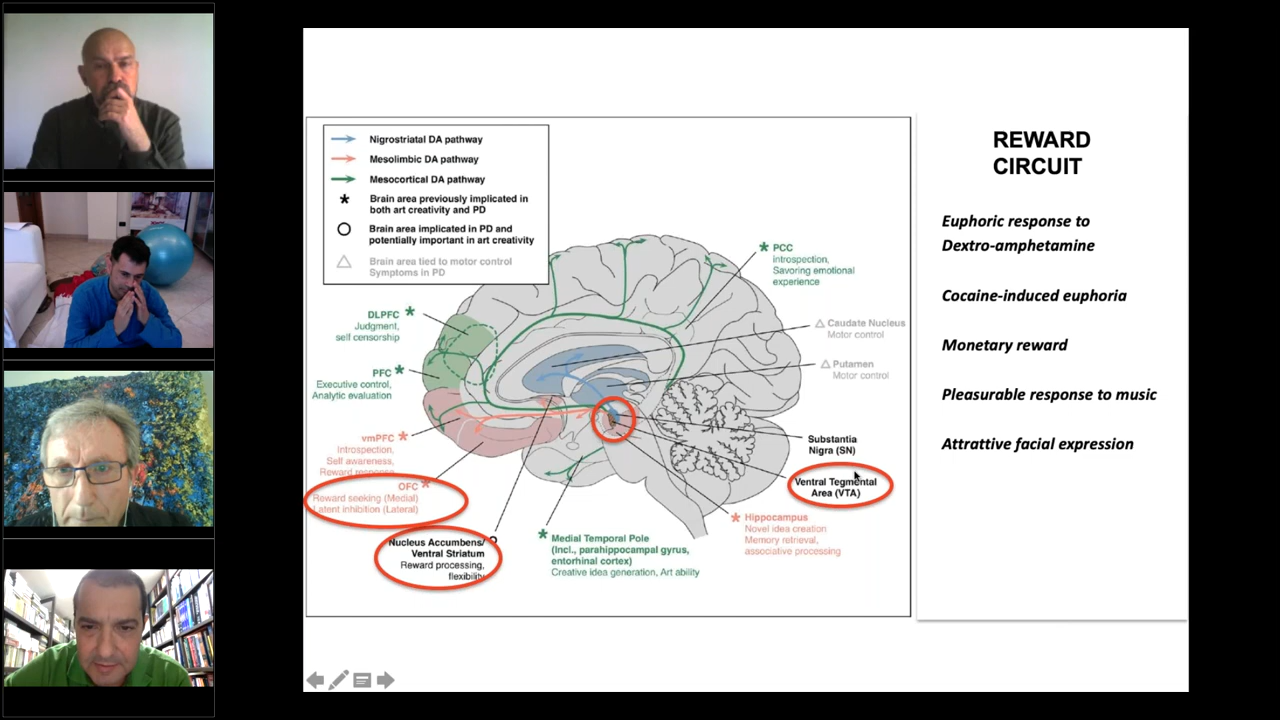 Nigrostriatal DA pathway
Mesolimbic DA pathway
Mesocortical DA pathway
Brain area previously implicated in
both art creativity and PD
Brain area implicated in PD and
potentially important in art creativity
Brain area tied to motor control
Symptoms in PD
PCC
introspection,
Savoring emotional
experience
DLPFC
Judgment,
self censorship
Caudate Nucleus
Motor control
PFC
Executive control,
Analytic evaluation
Putamen
Motor control
vmPFC
Introspection,
Self awareness,
Reward response
Substantia
Nigra (SN)
OFC
Reward seeking (Medial)
Latent inhibition (Lateral)
Ventral Tegmental
Area (VTA)
Nucleus Accumbens/
Ventral Striatum
Reward processing,
flexibility
Medial Temporal Pole
(Incl., parahippocampal gyrus,
entorhinal cortex)
Creative idea generation, Art ability
Hippocampus
Novel idea creation
Memory retrieval,
associative processing
REWARD
CIRCUIT
Euphoric response to
Dextro-amphetamine
Cocaine-induced euphoria
Monetary reward
Pleasurable response to music
Attrattive facial expression